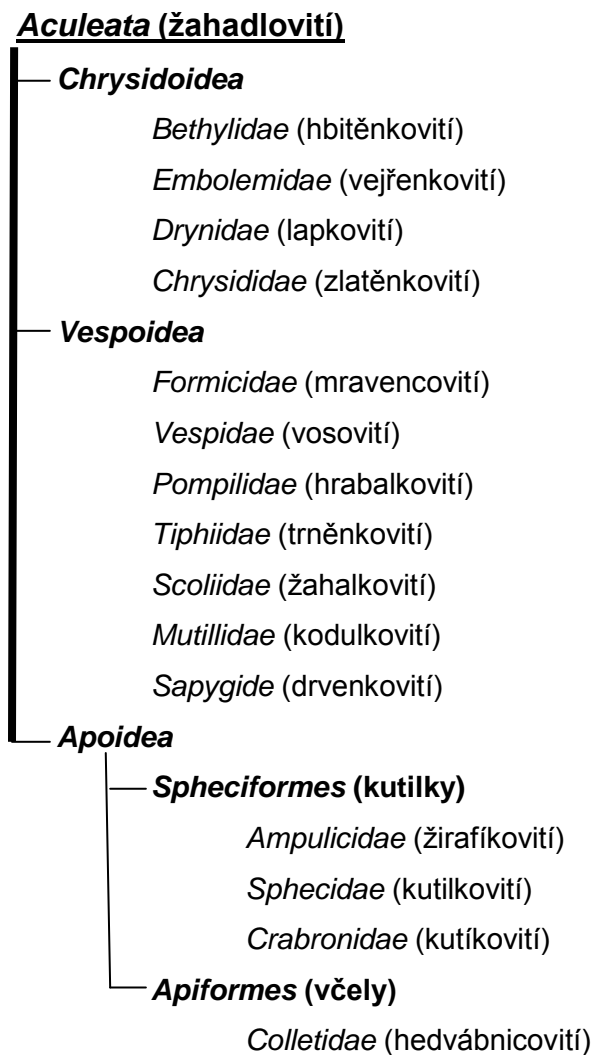 Aculeata (žahadlovití)
Chrysidoidea
Bethylidae (hbitěnkovití)
Embolemidae (vejřenkovití)
Drynidae (lapkovití)
Chrysididae (zlatěnkovití)
Vespoidea
Formicidae (mravencovití)
Vespidae (vosovití)
Pompilidae (hrabalkovití)
Tiphiidae (trněnkovití)
Scoliidae (žahalkovití)
Mutillidae (kodulkovití)
Sapygide (drvenkovití)
Apoidea
Spheciformes (kutilky)
Ampulicidae (žirafíkovití)
Sphecidae (kutilkovití)
Crabronidae (kutíkovití)
Apiformes (včely)
Colletidae (hedvábnicovití)